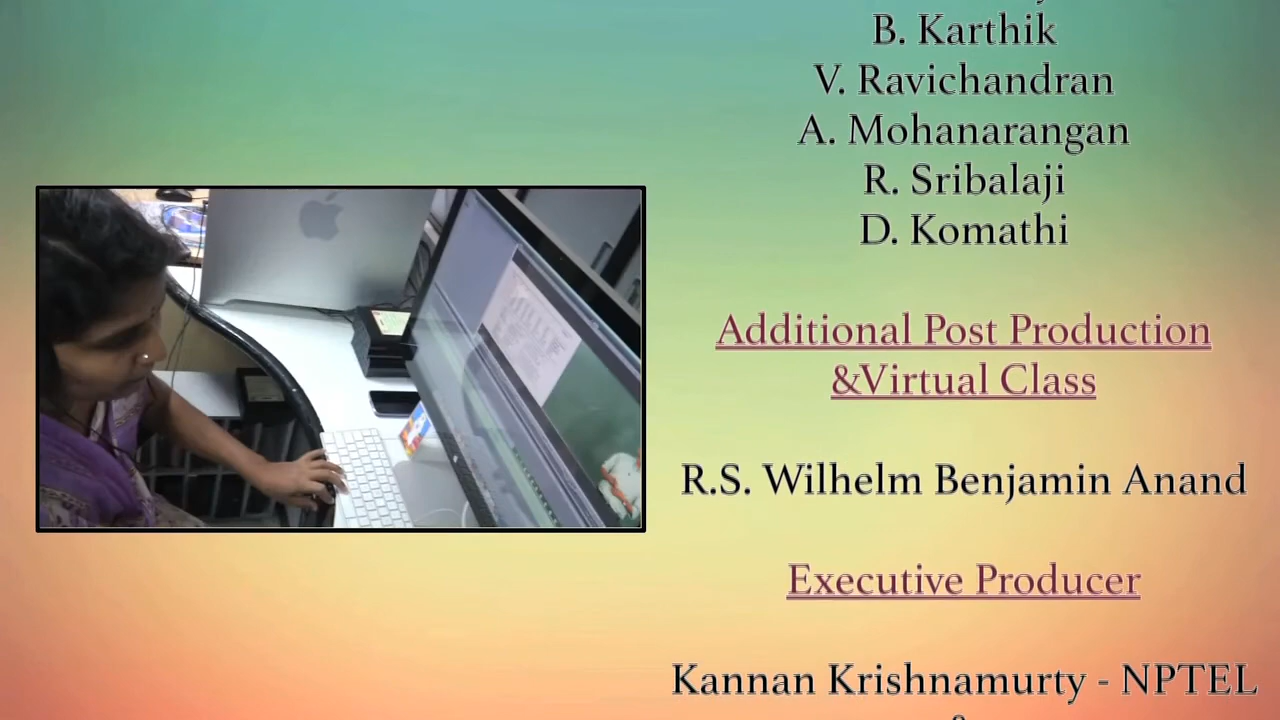 B. Karthik
V. Ravichandran
A. Mohanarangan
R. Sribalaji
D. Komathi
Additional Post Production
&Virtual Class
R.S. Wilhelm Benjamin Anand
Executive Producer
Kannan Krishnamurty - NPTEL